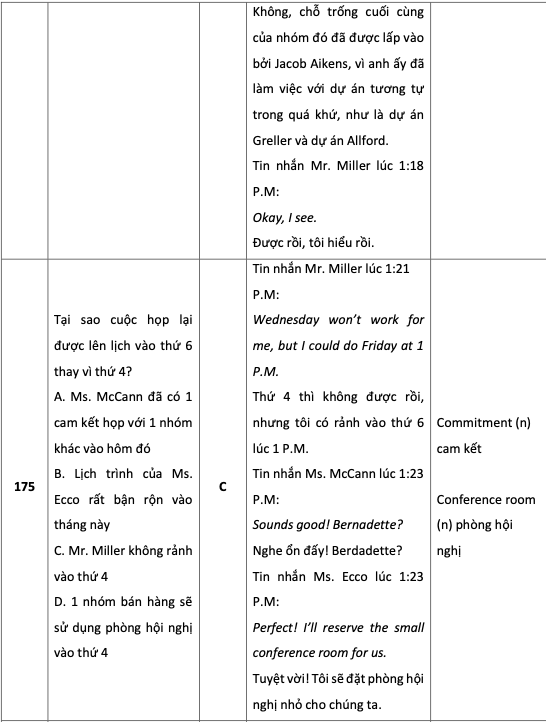 Không, chỗ trống cuối cùng
của nhóm đó đã được lấp vào
bởi Jacob Aikens, vì anh ấy đã
làm việc với dự án tương tự
trong quá khứ, như là dự án
Greller và dự án Allford.
Tin nhắn Mr. Miller lúc 1:18
P.M:
Okay, I see.
Được rồi, tôi hiểu rồi.
175
Tại sao cuộc họp lại
được lên lịch vào thứ 6
thay vì thứ 4?
A. Ms. McCann đã có 1
cam kết họp với 1 nhóm
khác vào hôm đó
B. Lịch trình của Ms.
Ecco rất bận rộn vào
tháng này
C. Mr. Miller không rảnh
vào thứ 4
D. 1 nhóm bán hàng sẽ
sử dụng phòng hội nghị
vào thứ 4
C
Tin nhắn Mr. Miller lúc 1:21
P.M:
Wednesday won’t work for
me, but I could do Friday at 1
P.M.
Thứ 4 thì không được rồi,
nhưng tôi có rảnh vào thứ 6
lúc 1 P.M.
Tin nhắn Ms. McCann lúc 1:23
P.M:
Sounds good! Bernadette?
Nghe ổn đấy! Berdadette?
Tin nhắn Ms. Ecco lúc 1:23
P.M:
Perfect! I’ll reserve the small
conference room for us.
Tuyệt vời! Tôi sẽ đặt phòng hội
nghị nhỏ cho chúng ta.
Commitment (n)
cam kết
Conference room
(n) phòng hội
nghị